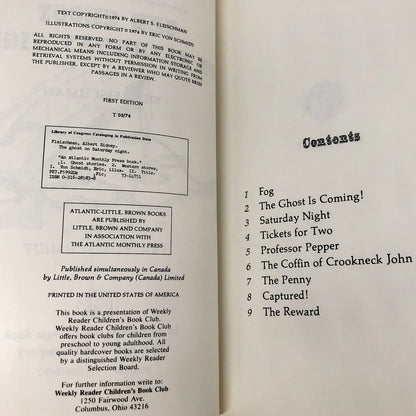 TEXT COPYRIGHT ©1974 BY ALBERT S. FLEISCHMAN
ILLUSTRATIONS COPYRIGHT © 1974 BY ERIC VON SCHMIDT
ALL RIGHTS RESERVED. NO PART OF THIS BOOK MAY BE
REPRODUCED IN ANY FORM OR BY ANY ELECTRONIC OR
MECHANICAL MEANS INCLUDING INFORMATION STORAGE AND
RETRIEVAL SYSTEMS WITHOUT PERMISSION IN WRITING FROM
THE PUBLISHER, EXCEPT BY A REVIEWER WHO MAY QUOTE BRIEF
PASSAGES IN A REVIEW.
FIRST EDITION
T 08/74
Library of Congress Cataloging in Publication Data
Fleischman, Albert Sidney.
The ghost on Saturday night.
"An Atlantic Monthly Press book."
1. Ghost stories. 2. Western stories.
I. Von Schmidt, Eric, illus. II. Title.
[Fic] 73-14751
ISBN 0-316-28583-8
ATLANTIC-LITTLE, BROWN BOOKS
ARE PUBLISHED BY
LITTLE, BROWN AND COMPANY
IN ASSOCIATION WITH
THE ATLANTIC MONTHLY PRESS
Published simultaneously in Canada
by Little, Brown & Company (Canada) Limited
PRINTED IN THE UNITED STATES OF AMERICA
This book is a presentation of Weekly
Reader Children's Book Club.
Weekly Reader Children's Book Club
offers book clubs for children from
preschool to young adulthood. All
quality hardcover books are selected
by a distinguished Weekly Reader
Selection Board.
For further information write to:
Weekly Reader Children's Book Club
1250 Fairwood Ave.
Columbus, Ohio 43216
Contents
1 Fog
2 The Ghost Is Coming!
3 Saturday Night
4 Tickets for Two
5 Professor Pepper
6 The Coffin of Crookneck John
7 The Penny
8 Captured!
9 The Reward